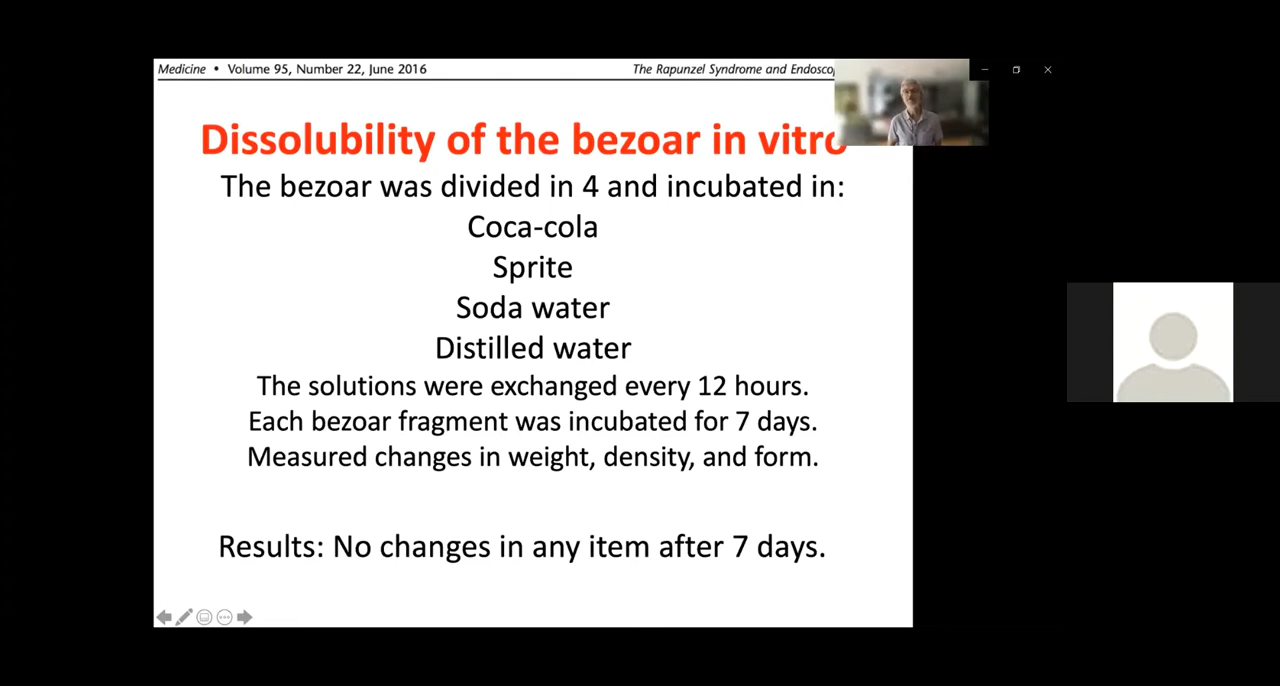 Medicine • Volume 95, Number 22, June 2016
The Rapunzel Syndrome and
Dissolubility of the bezoar in vitro
The bezoar was divided in 4 and incubated in:
Coca-cola
Sprite
Soda water
Distilled water
The solutions were exchanged every 12 hours.
Each bezoar fragment was incubated for 7 days.
Measured changes in weight, density, and form.
Results: No changes in any item after 7 days.